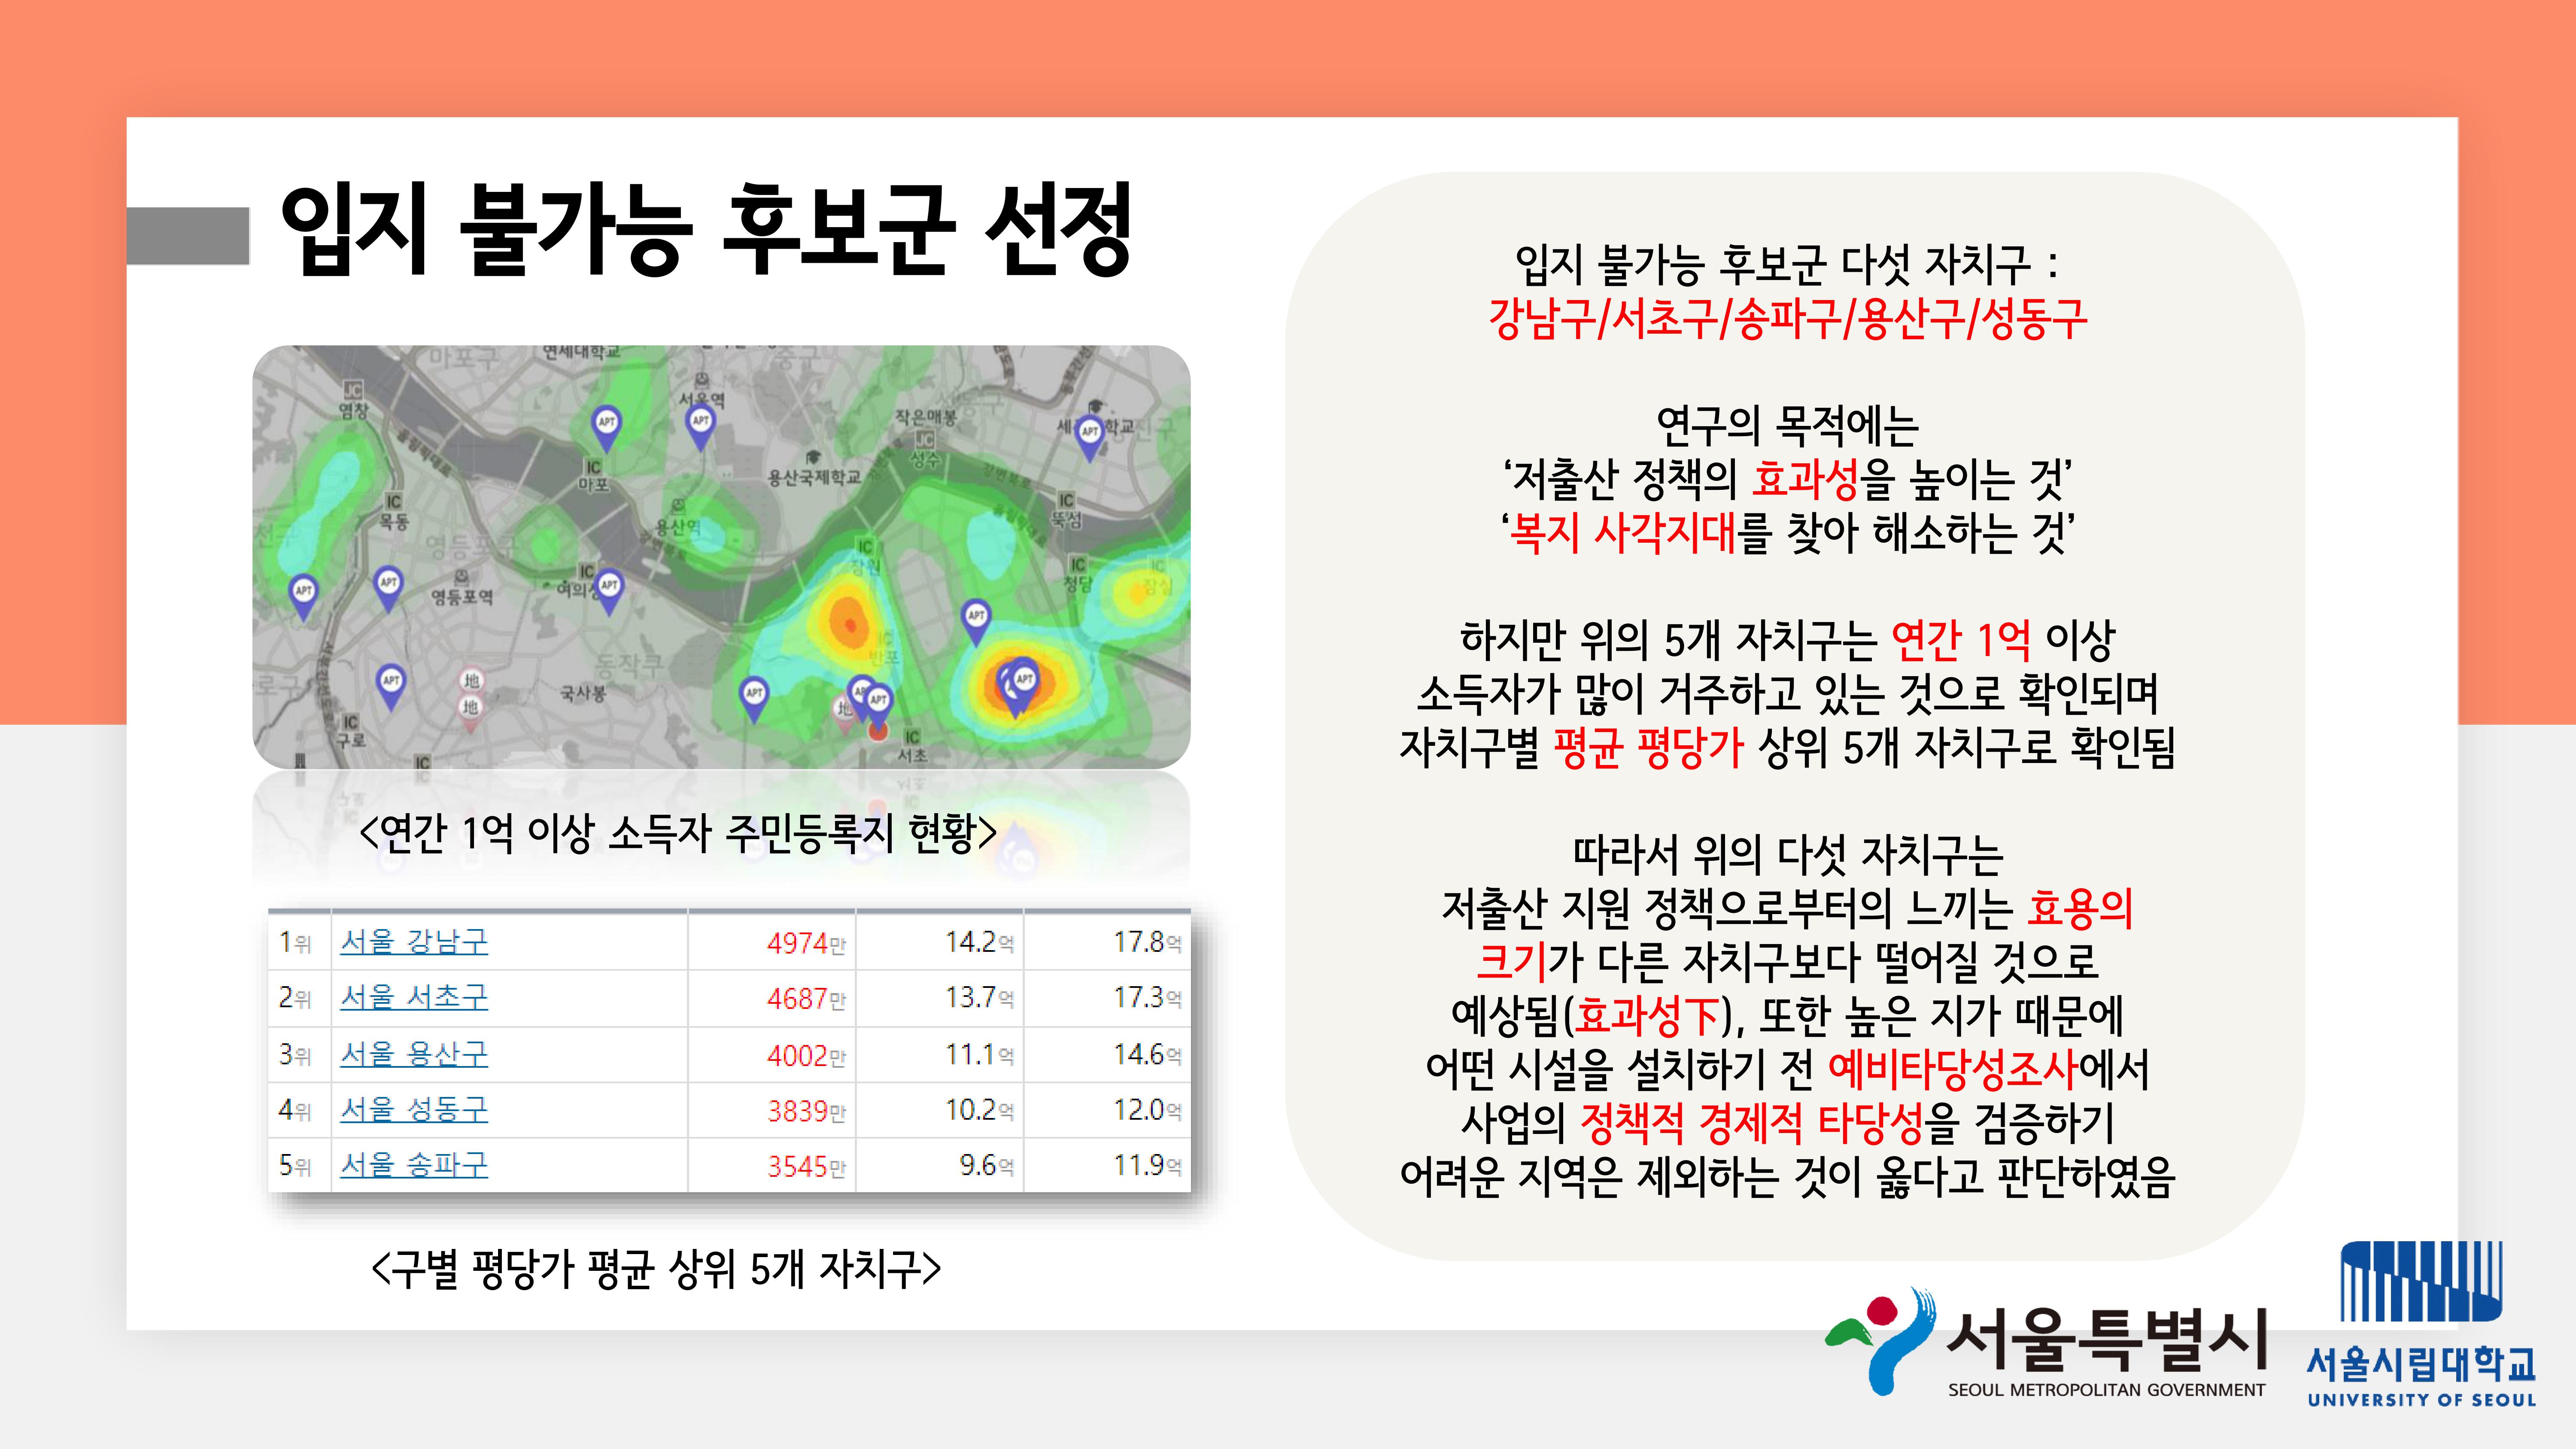 입지 불가능 후보군 선정
마포구
연세대학교
중구
JC
염창
서울역
APT
APT
작은매봉
JC
성수
APT
IC
마포
용산국제학교
IC
목동
용산역
IC
뚝섬
영등포구
IC
잠원
IC
청담
IC
잠실
APT
APT
영등포역
IC
APT
APT
IC
반포
동작구
APT
地
地
국사봉
APT
APT
地
APT
IC
구로
IC
서초
IC
<연간 1억 이상 소득자 주민등록지 현황>
1위 서울 강남구 4974만 14.2억 17.8억
2위 서울 서초구 4687만 13.7억 17.3억
3위 서울 용산구 4002만 11.1억 14.6억
4위 서울 성동구 3839만 10.2억 12.0억
5위 서울 송파구 3545만 9.6억 11.9억
<구별 평당가 평균 상위 5개 자치구>
입지 불가능 후보군 다섯 자치구 :
강남구/서초구/송파구/용산구/성동구
연구의 목적에는
‘저출산 정책의 효과성을 높이는 것’
‘복지 사각지대를 찾아 해소하는 것’
하지만 위의 5개 자치구는 연간 1억 이상
소득자가 많이 거주하고 있는 것으로 확인되며
자치구별 평균 평당가 상위 5개 자치구로 확인됨
따라서 위의 다섯 자치구는
저출산 지원 정책으로부터의 느끼는 효용의
크기가 다른 자치구보다 떨어질 것으로
예상됨(효과성下), 또한 높은 지가 때문에
어떤 시설을 설치하기 전 예비타당성조사에서
사업의 정책적 경제적 타당성을 검증하기
어려운 지역은 제외하는 것이 옳다고 판단하였음
서울특별시
SEOUL METROPOLITAN GOVERNMENT
서울시립대학교
UNIVERSITY OF SEOUL